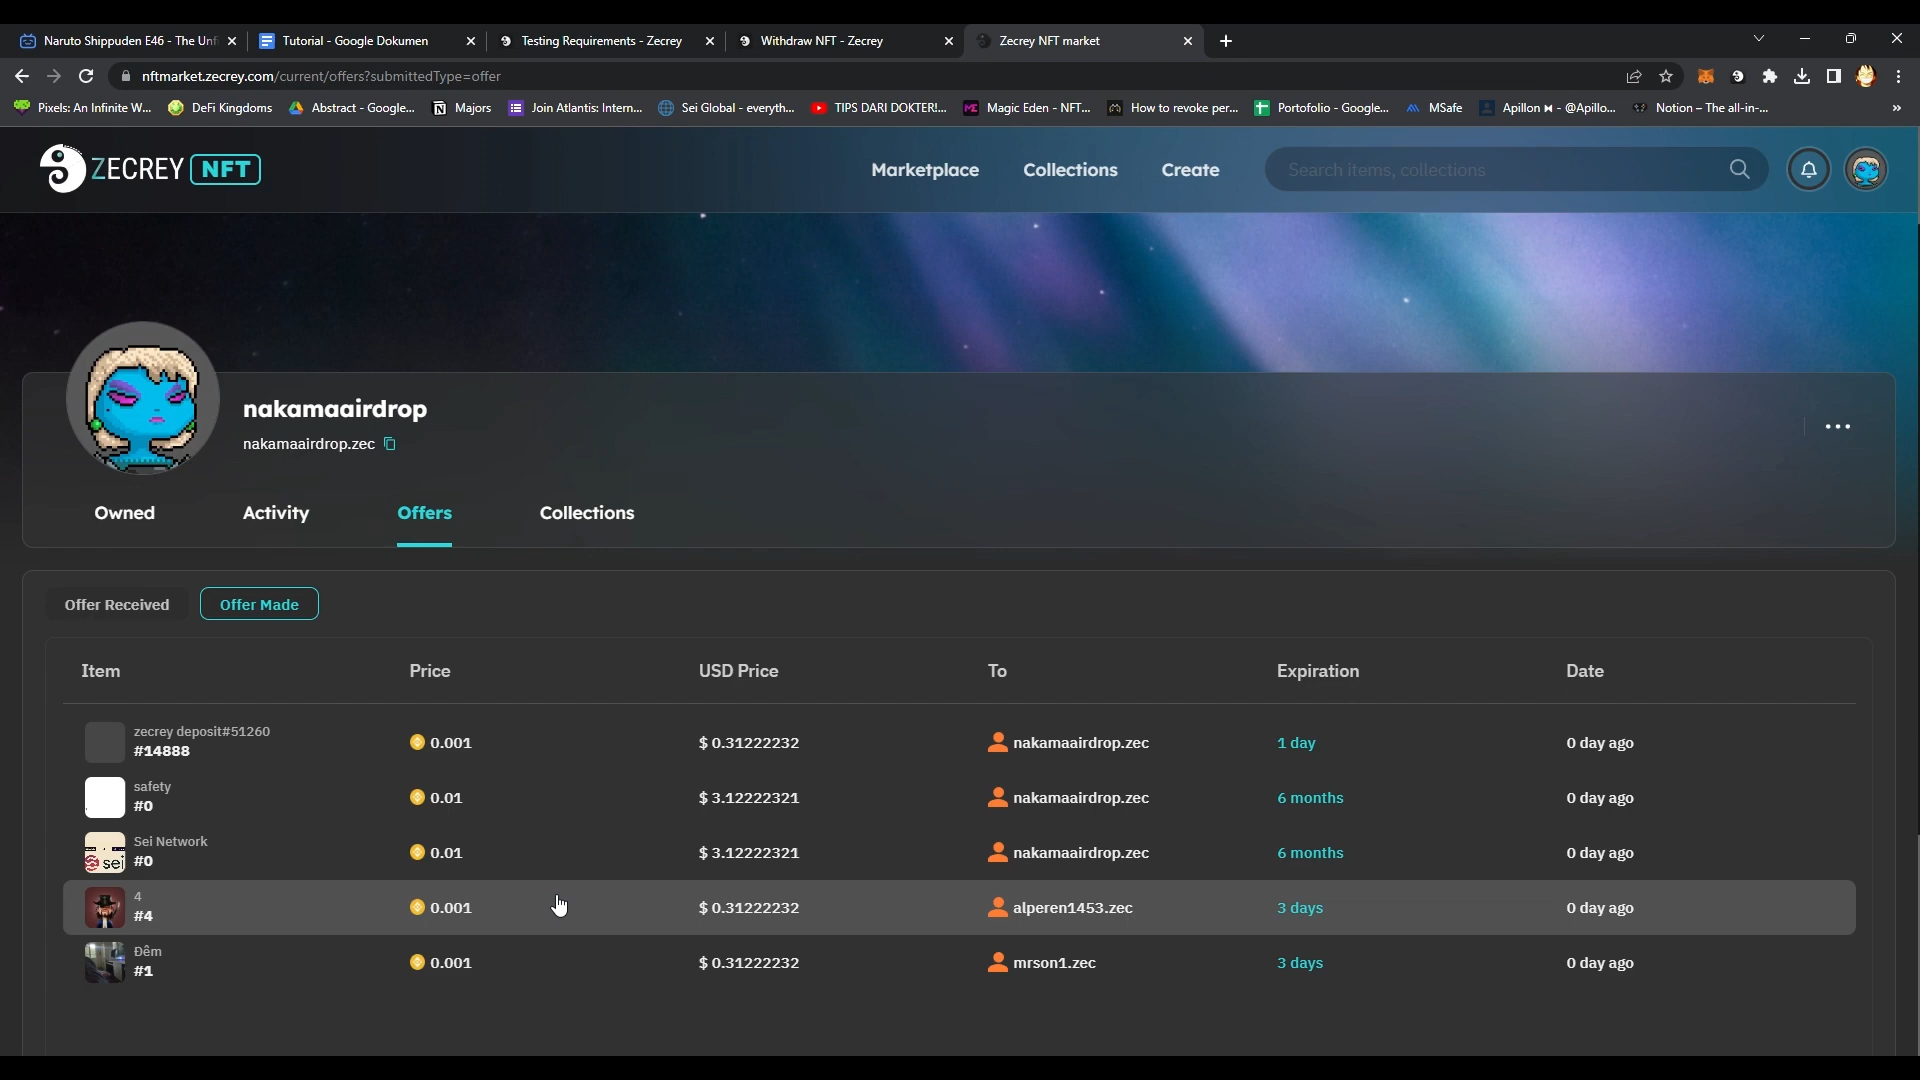 Naruto Shippuden E46 - The Unfi
Tutorial - Google Dokumen
Testing Requirements - Zecrey
Withdraw NFT - Zecrey
Zecrey NFT market
nftmarket.zecrey.com/current/offers?submittedType=offer
Pixels: An Infinite W... DeFi Kingdoms Abstract - Google... Majors Join Atlantis: Intern... Sei Global - everyth... TIPS DARI DOKTER!... Magic Eden - NFT... How to revoke per... Portofolio - Google... MSafe Apillon ⧓ - @Apillo... Notion – The all-in-... »
ZECREY NFT
Marketplace Collections Create Search items, collections
nakamaairdrop
nakamaairdrop.zec
Owned Activity Offers Collections
Offer Received Offer Made
Item Price USD Price To Expiration Date
zecrey deposit#51260
#14888 0.001 $ 0.31222232 nakamaairdrop.zec 1 day 0 day ago
safety
#0 0.01 $ 3.12222321 nakamaairdrop.zec 6 months 0 day ago
Sei Network
sei #0 0.01 $ 3.12222321 nakamaairdrop.zec 6 months 0 day ago
4
#4 0.001 $ 0.31222232 alperen1453.zec 3 days 0 day ago
Đêm
#1 0.001 $ 0.31222232 mrson1.zec 3 days 0 day ago